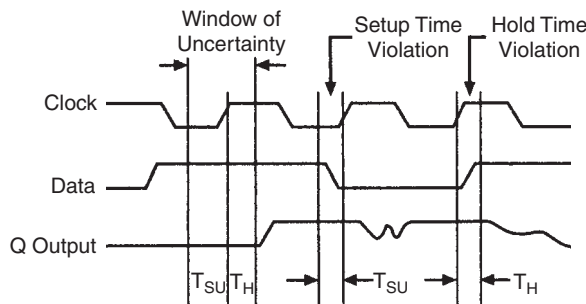 Window of
Uncertainty
Setup Time
Violation
Hold Time
Violation
Clock
Data
Q Output
TSU
TH
TSU
TH